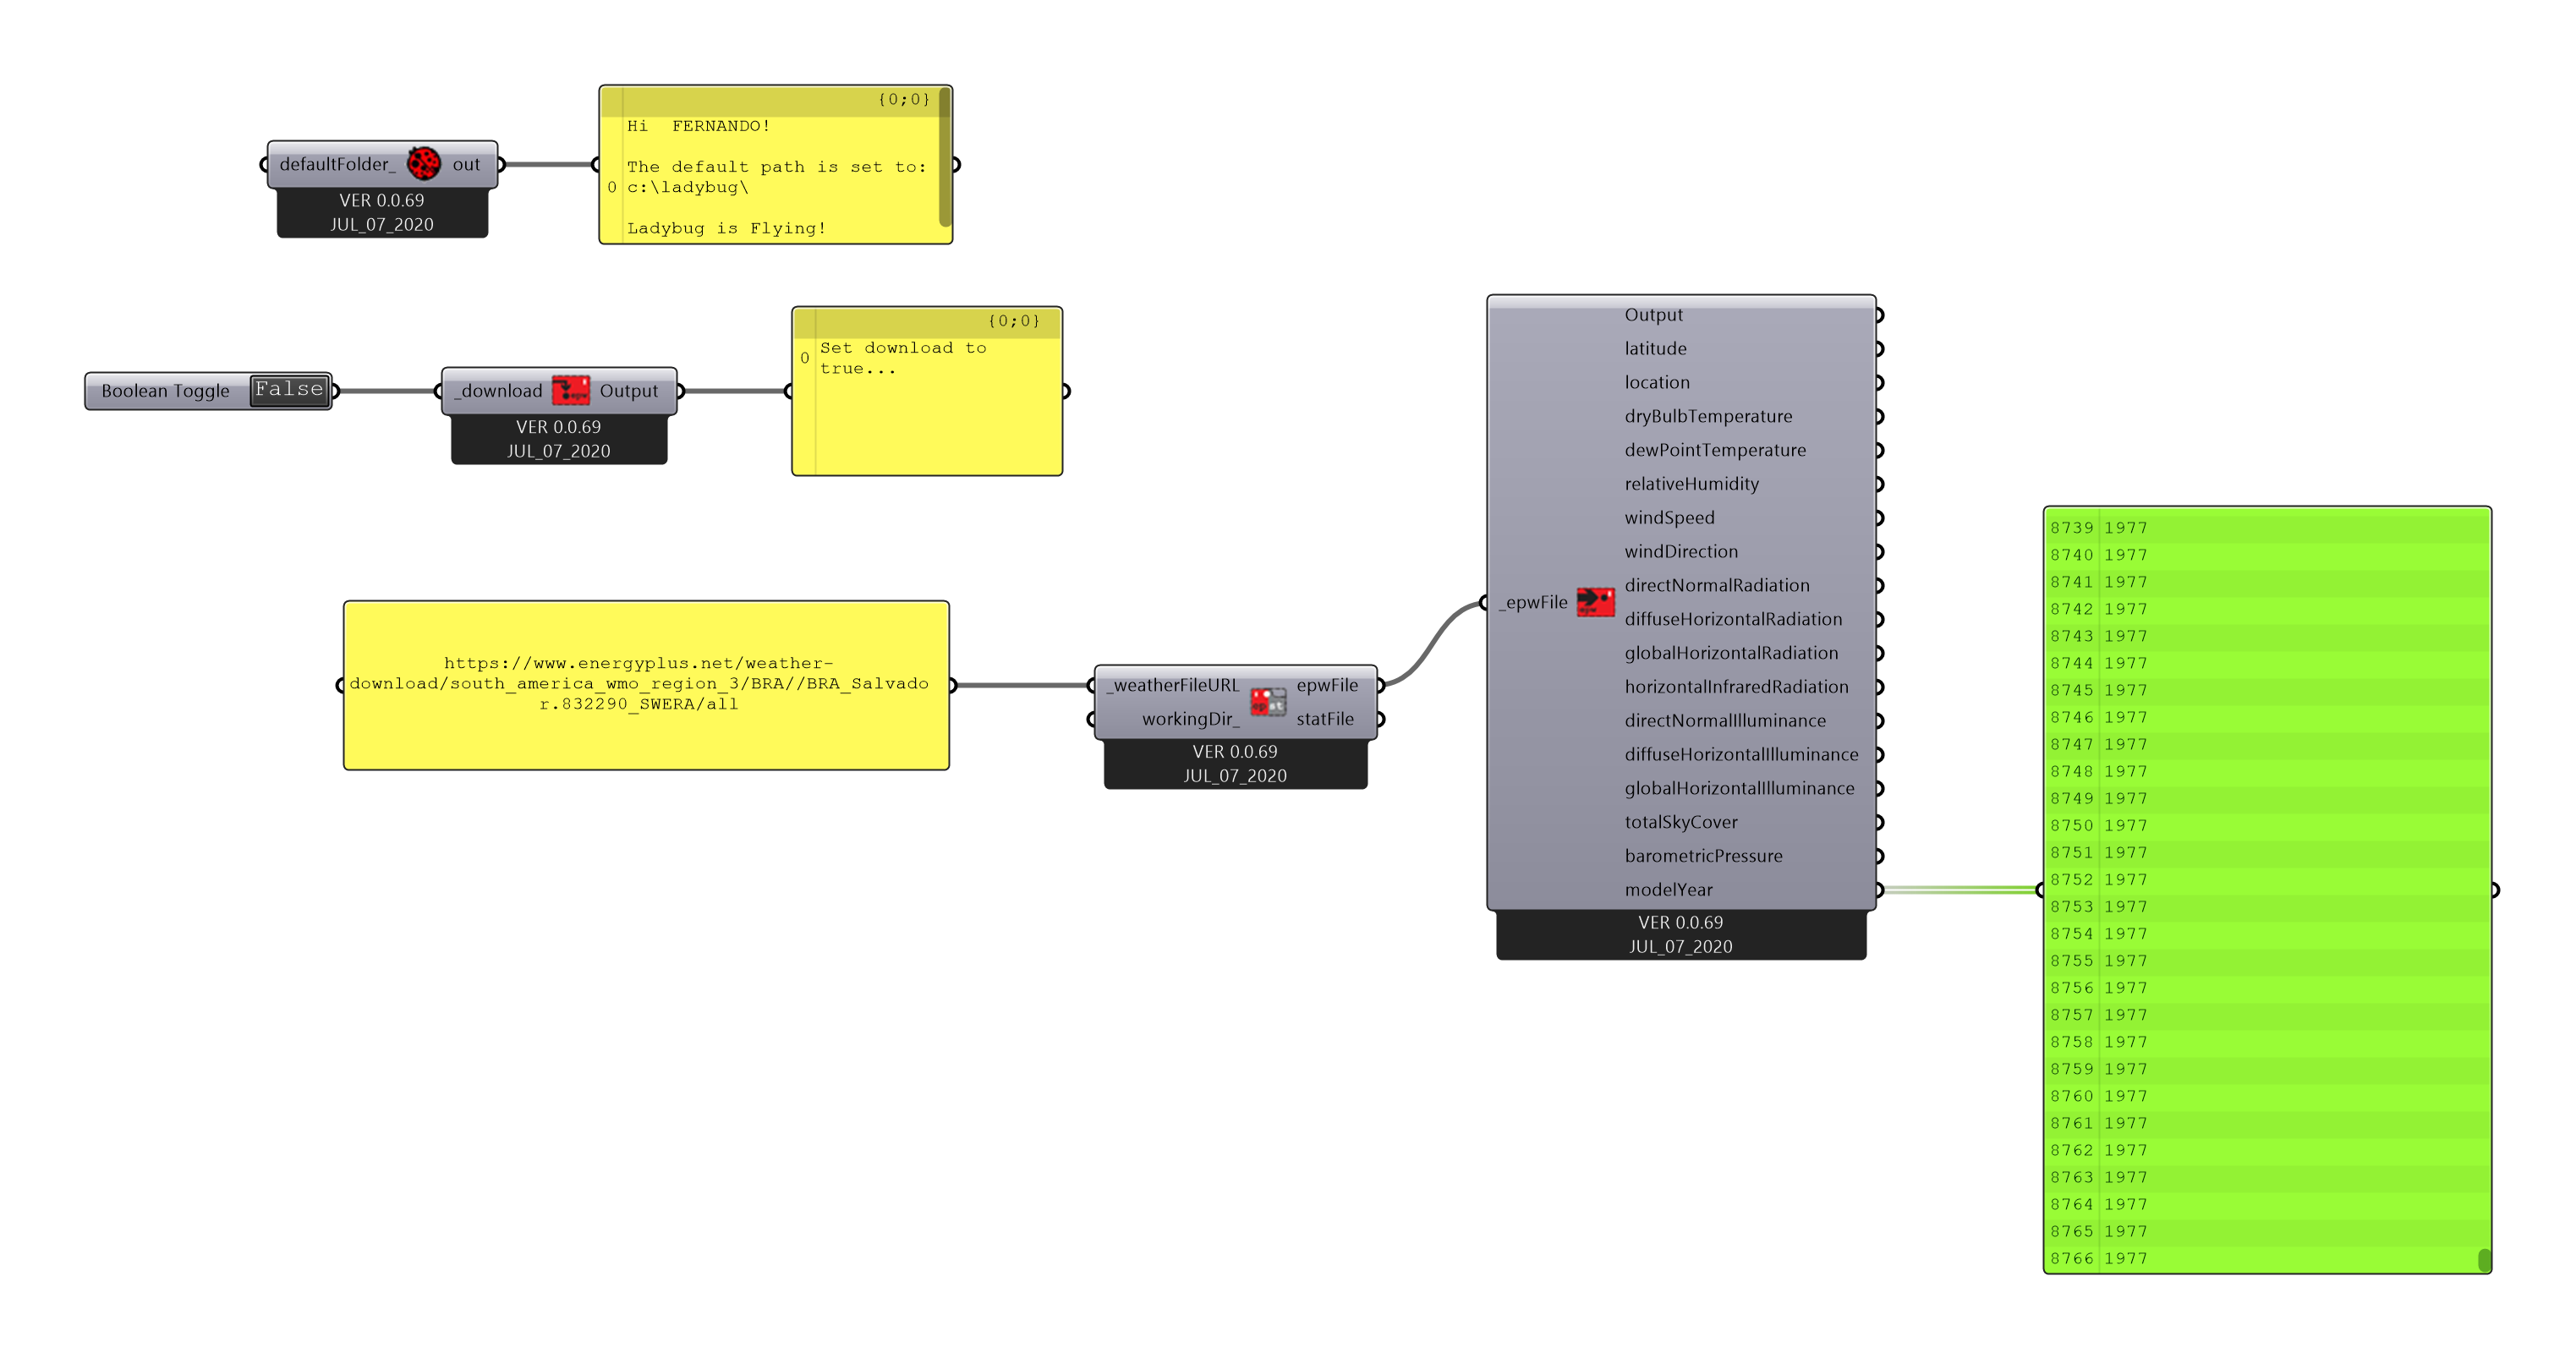 {0;0}
Hi  FERNANDO!
The default path is set to:
0 c:\ladybug\
Ladybug is Flying!
defaultFolder_ out
VER 0.0.69
JUL_07_2020
{0;0}
0 Set download to
true...
Boolean Toggle False
_download Output
VER 0.0.69
JUL_07_2020
https://www.energyplus.net/weather-
download/south_america_wmo_region_3/BRA//BRA_Salvado
r.832290_SWERA/all
_weatherFileURL epwFile
workingDir_ statFile
VER 0.0.69
JUL_07_2020
_epwFile
Output
latitude
location
dryBulbTemperature
dewPointTemperature
relativeHumidity
windSpeed
windDirection
directNormalRadiation
diffuseHorizontalRadiation
globalHorizontalRadiation
horizontalInfraredRadiation
directNormalIlluminance
diffuseHorizontalIlluminance
globalHorizontalIlluminance
totalSkyCover
barometricPressure
modelYear
VER 0.0.69
JUL_07_2020
8739 1977
8740 1977
8741 1977
8742 1977
8743 1977
8744 1977
8745 1977
8746 1977
8747 1977
8748 1977
8749 1977
8750 1977
8751 1977
8752 1977
8753 1977
8754 1977
8755 1977
8756 1977
8757 1977
8758 1977
8759 1977
8760 1977
8761 1977
8762 1977
8763 1977
8764 1977
8765 1977
8766 1977